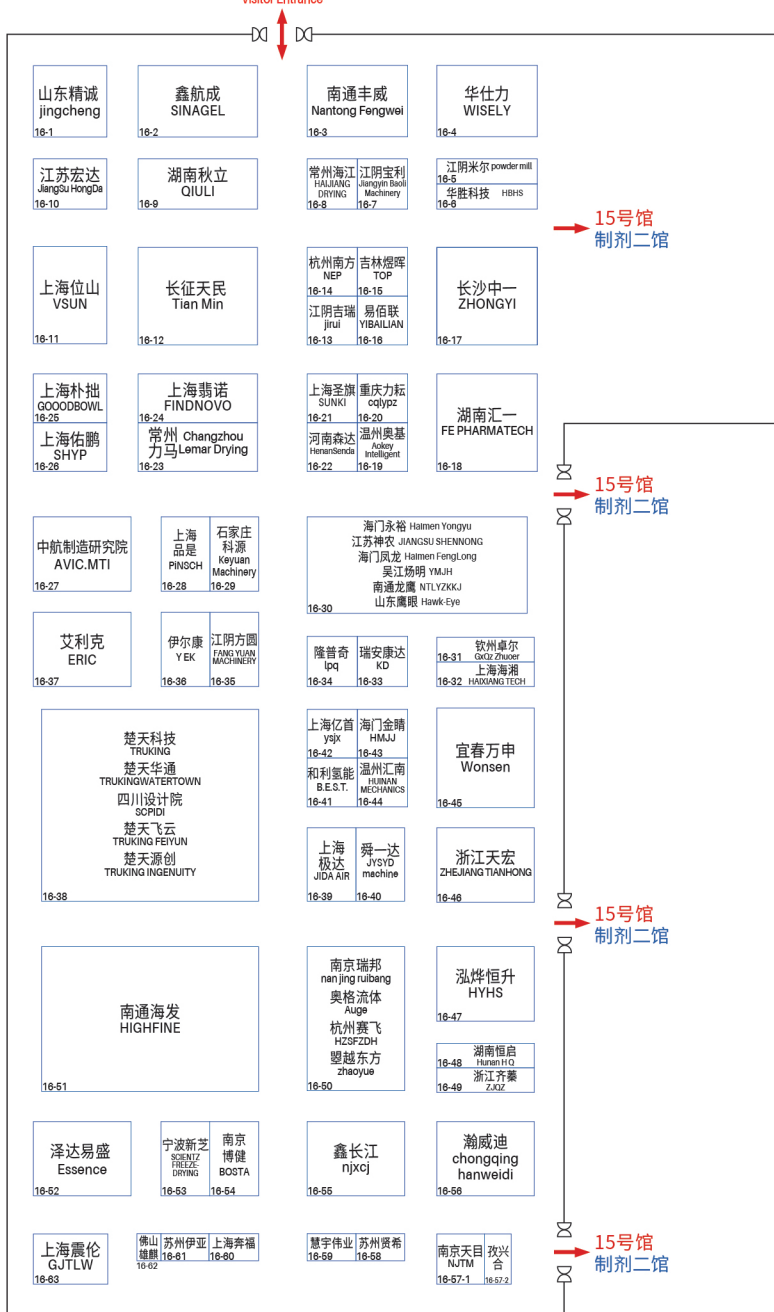 Visitor Entrance
山东精诚
jingcheng
16-1
鑫航成
SINAGEL
16-2
南通丰威
Nantong Fengwei
16-3
华仕力
WISELY
16-4
江苏宏达
JiangSu HongDa
16-10
湖南秋立
QIULI
16-9
常州海江
HAIJIANG
DRYING
16-8
江阴宝利
Jiangyin Baoli
Machinery
16-7
江阴米尔 powder mill
16-5
华胜科技 HBHS
16-6
15号馆
制剂二馆
上海位山
VSUN
16-11
长征天民
Tian Min
16-12
杭州南方
NEP
16-14
吉林煜晖
TOP
16-15
江阴吉瑞
jirui
16-13
易佰联
YIBAILIAN
16-16
长沙中一
ZHONGYI
16-17
上海朴拙
GOOODBOWL
16-25
上海翡诺
FINDNOVO
16-24
上海圣旗
SUNKI
16-21
重庆力耘
cqlypz
16-20
湖南汇一
FE PHARMATECH
16-18
上海佑鹏
SHYP
16-26
常州 Changzhou
力马 Lemar Drying
16-23
河南森达
HenanSenda
16-22
温州奥基
Aokey
Intelligent
16-19
15号馆
制剂二馆
中航制造研究院
AVIC.MTI
16-27
上海
品是
PiNSCH
16-28
石家庄
科源
Keyuan
Machinery
16-29
海门永裕 Haimen Yongyu
江苏神农 JIANGSU SHENNONG
海门凤龙 Haimen FengLong
吴江炀明 YMJH
南通龙鹰 NTLYZKKJ
山东鹰眼 Hawk-Eye
16-30
艾利克
ERIC
16-37
伊尔康
Y EK
16-36
江阴方圆
FANG YUAN
MACHINERY
16-35
隆普奇
lpq
16-34
瑞安康达
KD
16-33
钦州卓尔
16-31 GxQz Zhuoer
上海海湘
16-32 HAIXIANG TECH
楚天科技
TRUKING
楚天华通
TRUKINGWATERTOWN
四川设计院
SCPIDI
楚天飞云
TRUKING FEIYUN
楚天源创
TRUKING INGENUITY
16-38
上海亿首
ysjx
16-42
海门金睛
HMJJ
16-43
和利氢能
B.E.S.T.
16-41
温州汇南
HUINAN
MECHANICS
16-44
宜春万申
Wonsen
16-45
上海
极达
JIDA AIR
16-39
舜一达
JYSYD
machine
16-40
浙江天宏
ZHEJIANG TIANHONG
16-46
15号馆
制剂二馆
南通海发
HIGHFINE
16-51
南京瑞邦
nan jing ruibang
奥格流体
Auge
杭州赛飞
HZSFZDH
曌越东方
zhaoyue
16-50
泓烨恒升
HYHS
16-47
湖南恒启
16-48 Hunan H Q
浙江齐蓁
16-49 ZJQZ
泽达易盛
Essence
16-52
宁波新芝
SCIENTZ
FREEZE-
DRYING
16-53
南京
博健
BOSTA
16-54
鑫长江
njxcj
16-55
瀚威迪
chongqing
hanweidi
16-56
上海震伦
GJTLW
16-63
佛山
雄麒
16-62
苏州伊亚
16-61
上海奔福
16-60
慧宇伟业
16-59
苏州贤希
16-58
南京天目
NJTM
16-57-1
孜兴
合
16-57-2
15号馆
制剂二馆